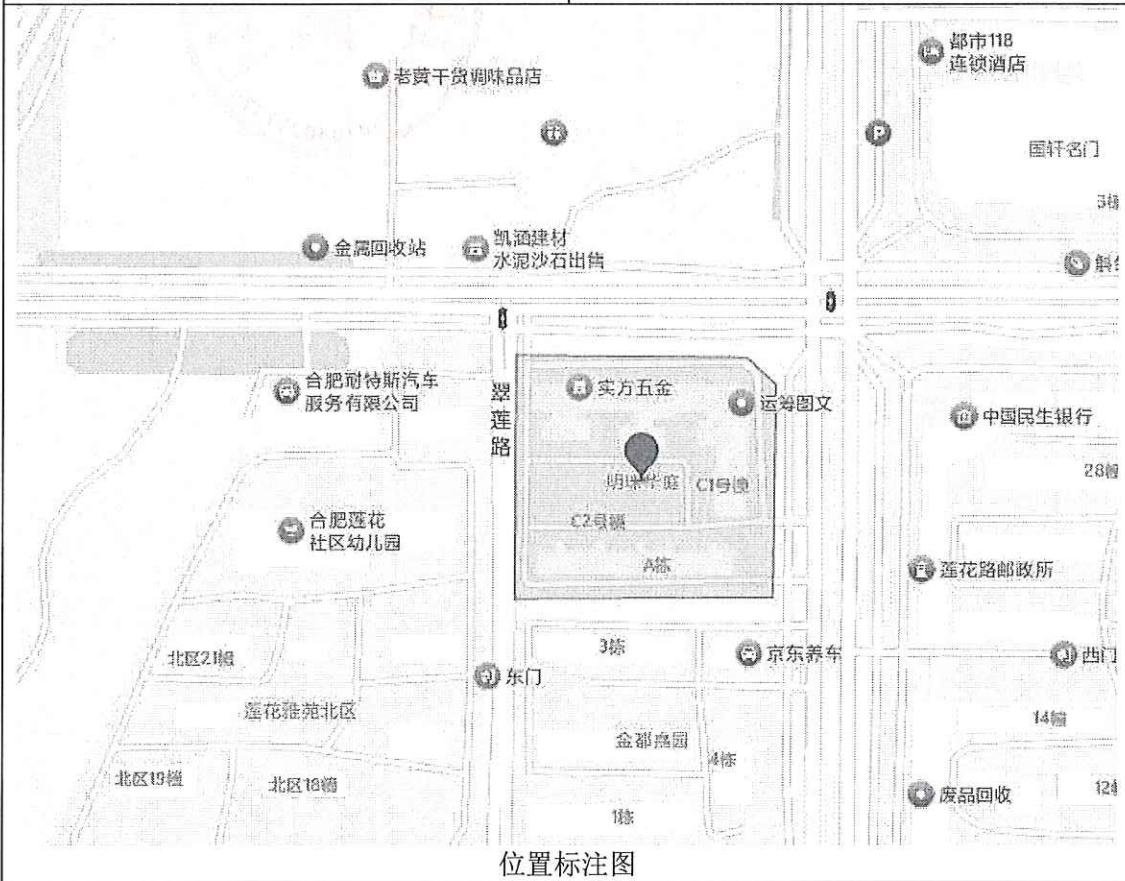 都市118
连锁酒店
老黄干货调味品店
P
国轩名门
金属回收站
凯涵建材
水泥沙石出售
合肥耐特斯汽车
服务有限公司
翠莲路
实方五金
运筹图文
中国民生银行
28幢
明珠华庭
C1号楼
C2号楼
合肥莲花
社区幼儿园
A栋
莲花路邮政所
3栋
京东养车
西门
北区21幢
东门
莲花雅苑北区
14幢
金都燕园
4栋
北区19幢
北区18幢
废品回收
1栋
位置标注图